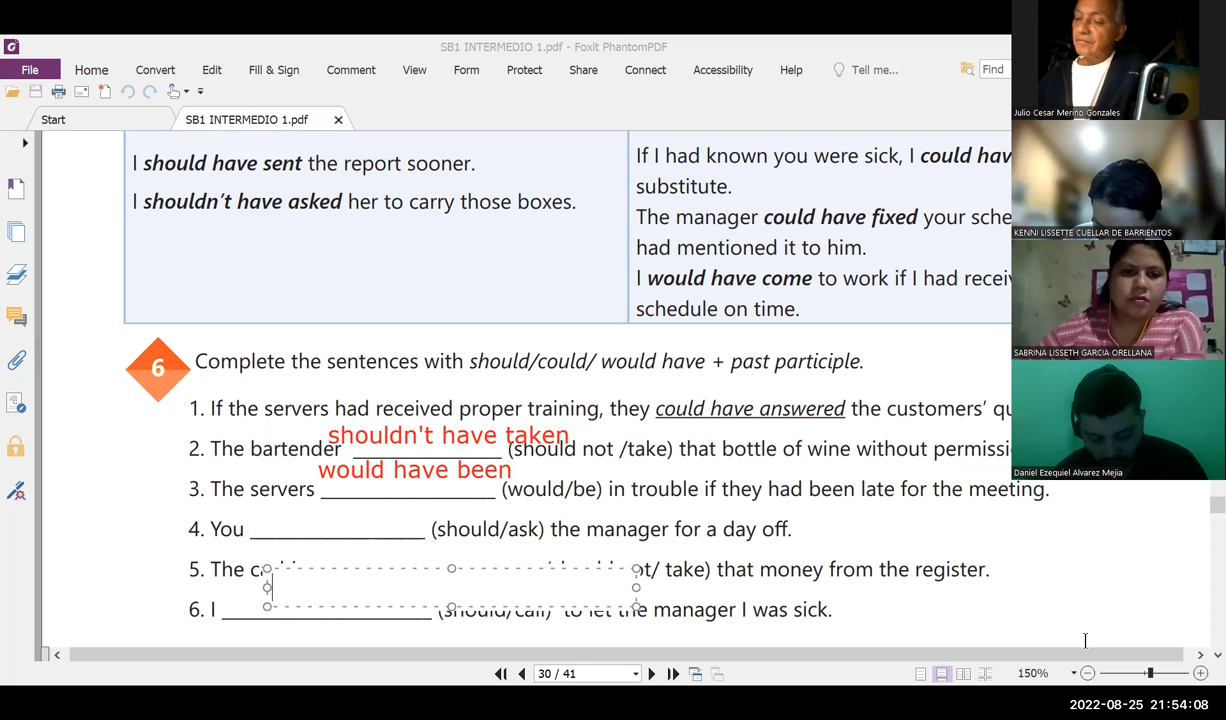 SB1 INTERMEDIO 1.pdf - Foxit PhantomPDF
File Home Convert Edit Fill & Sign Comment View Form Protect Share Connect Accessibility Help Tell me... Find
Start SB1 INTERMEDIO 1.pdf
I should have sent the report sooner.
I shouldn't have asked her to carry those boxes.
If I had known you were sick, I could hav
substitute.
The manager could have fixed your sche
had mentioned it to him.
I would have come to work if I had recei
schedule on time.
6 Complete the sentences with should/could/ would have + past participle.
1. If the servers had received proper training, they could have answered the customers' qu
shouldn't have taken
2. The bartender ______________ (should not /take) that bottle of wine without permissi
would have been
3. The servers ________________ (would/be) in trouble if they had been late for the meeting.
4. You ________________ (should/ask) the manager for a day off.
5. The take) that money from the register.
6. I ____________________ (should/call) to let the manager I was sick.
30 / 41
150%
Julio Cesar Merino Gonzales
KENNI LISSETTE CUELLAR DE BARRIENTOS
SABRINA LISSETH GARCIA ORELLANA
Daniel Ezequiel Alvarez Mejia
2022-08-25 21:54:08